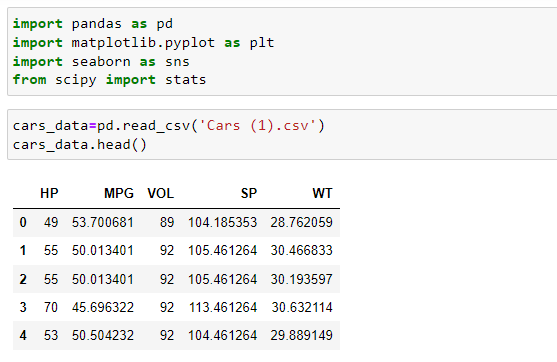 import pandas as pd
import matplotlib.pyplot as plt
import seaborn as sns
from scipy import stats
cars_data=pd.read_csv('Cars (1).csv')
cars_data.head()
HP MPG VOL SP WT
0 49 53.700681 89 104.185353 28.762059
1 55 50.013401 92 105.461264 30.466833
2 55 50.013401 92 105.461264 30.193597
3 70 45.696322 92 113.461264 30.632114
4 53 50.504232 92 104.461264 29.889149